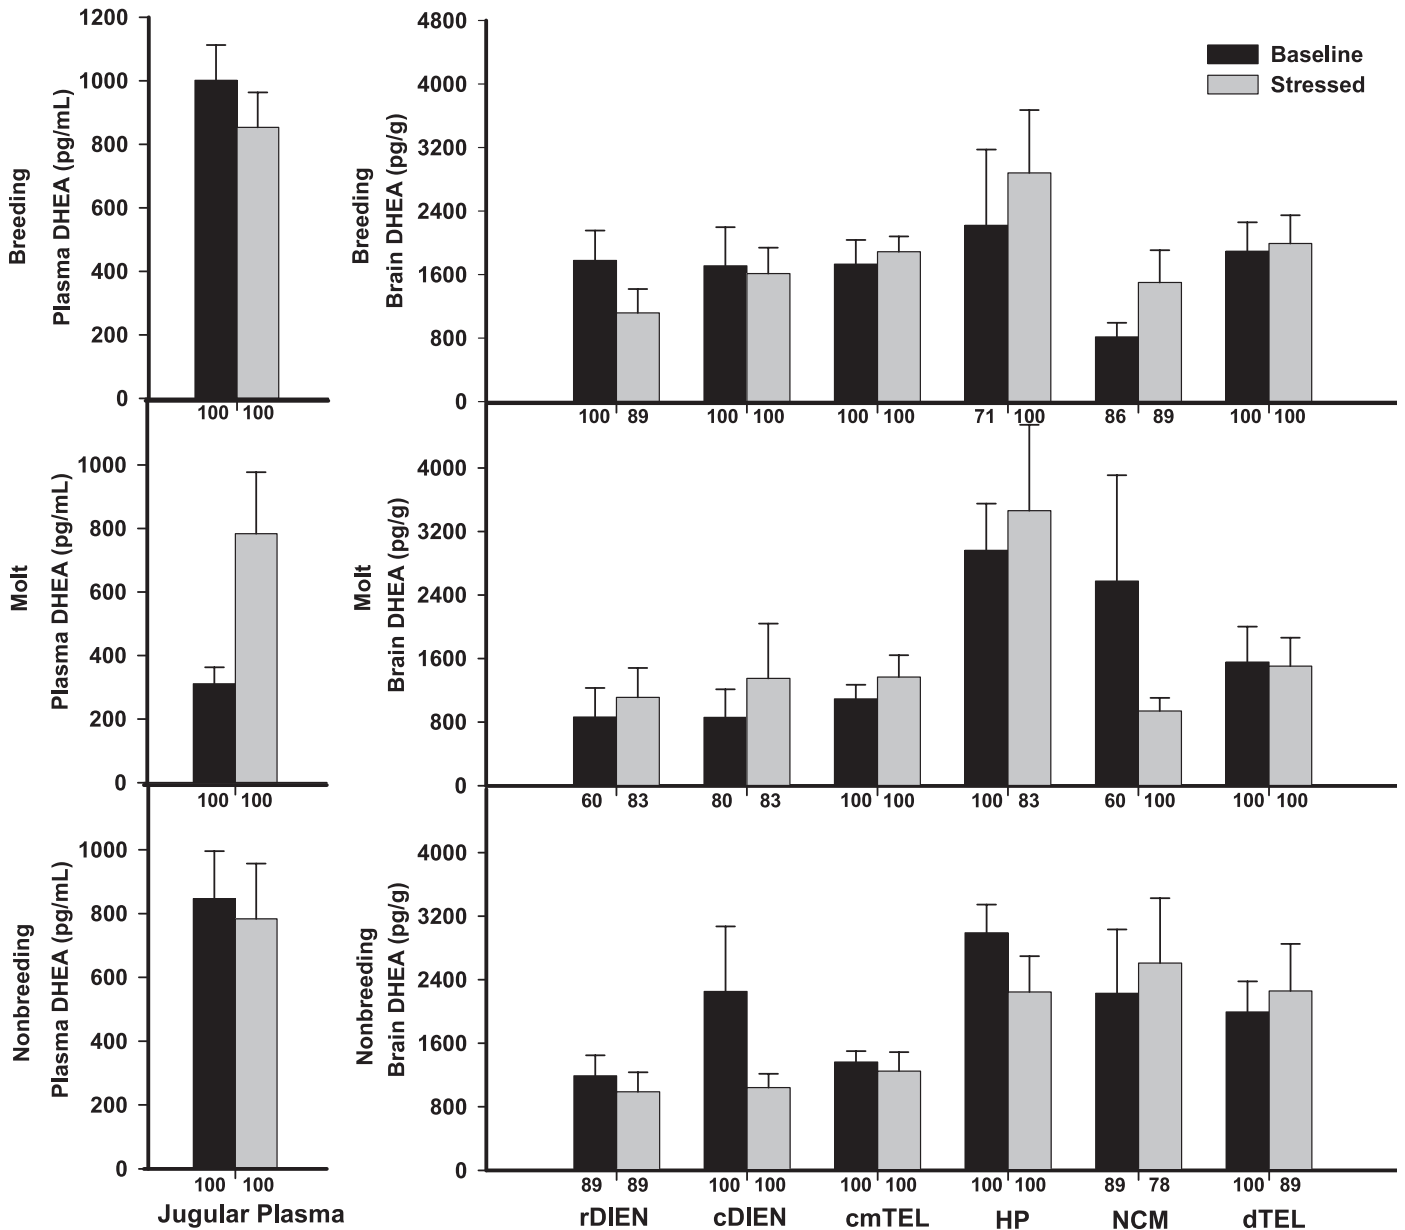 Breeding
Plasma DHEA (pg/mL)
1200
1000
800
600
400
200
0
100 100
Breeding
Brain DHEA (pg/g)
4800
4000
3200
2400
1600
800
0
Baseline
Stressed
100 89 100 100 100 100 71 100 86 89 100 100
Molt
Plasma DHEA (pg/mL)
1000
800
600
400
200
0
100 100
Molt
Brain DHEA (pg/g)
4000
3200
2400
1600
800
0
60 83 80 83 100 100 100 83 60 100 100 100
Nonbreeding
Plasma DHEA (pg/mL)
1000
800
600
400
200
0
100 100
Jugular Plasma
Nonbreeding
Brain DHEA (pg/g)
4000
3200
2400
1600
800
0
89 89 100 100 100 100 100 100 89 78 100 89
rDIEN cDIEN cmTEL HP NCM dTEL